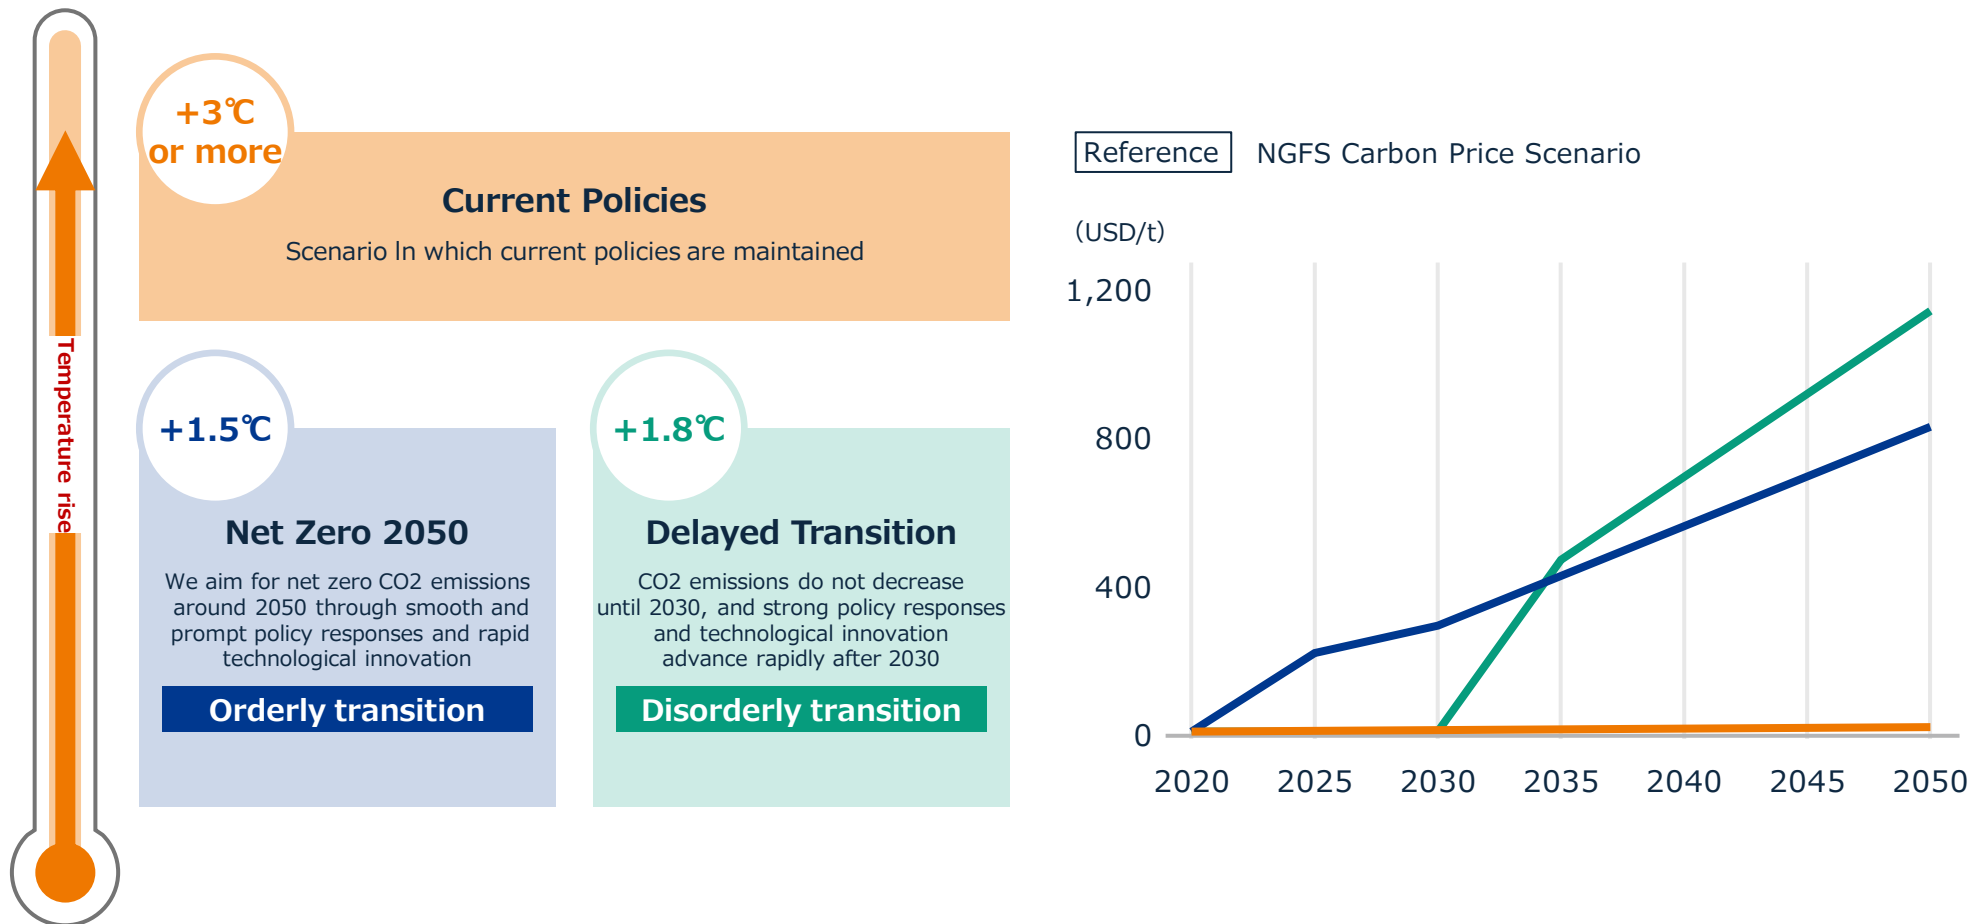 Temperature rise
+3℃
or more
Current Policies
Scenario In which current policies are maintained
+1.5℃
Net Zero 2050
We aim for net zero CO2 emissions
around 2050 through smooth and
prompt policy responses and rapid
technological innovation
Orderly transition
+1.8℃
Delayed Transition
CO2 emissions do not decrease
until 2030, and strong policy responses
and technological innovation
advance rapidly after 2030
Disorderly transition
Reference NGFS Carbon Price Scenario
(USD/t)
1,200
800
400
0
2020 2025 2030 2035 2040 2045 2050